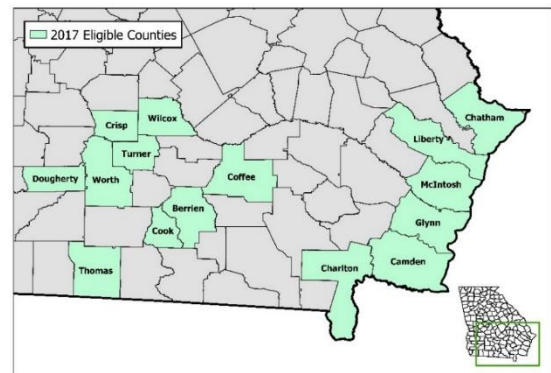 2017 Eligible Counties
Chatham
Wilcox
Crisp
Liberty
Turner
Dougherty
Worth
Coffee
McIntosh
Berrien
Glynn
Cook
Thomas
Charlton
Camden